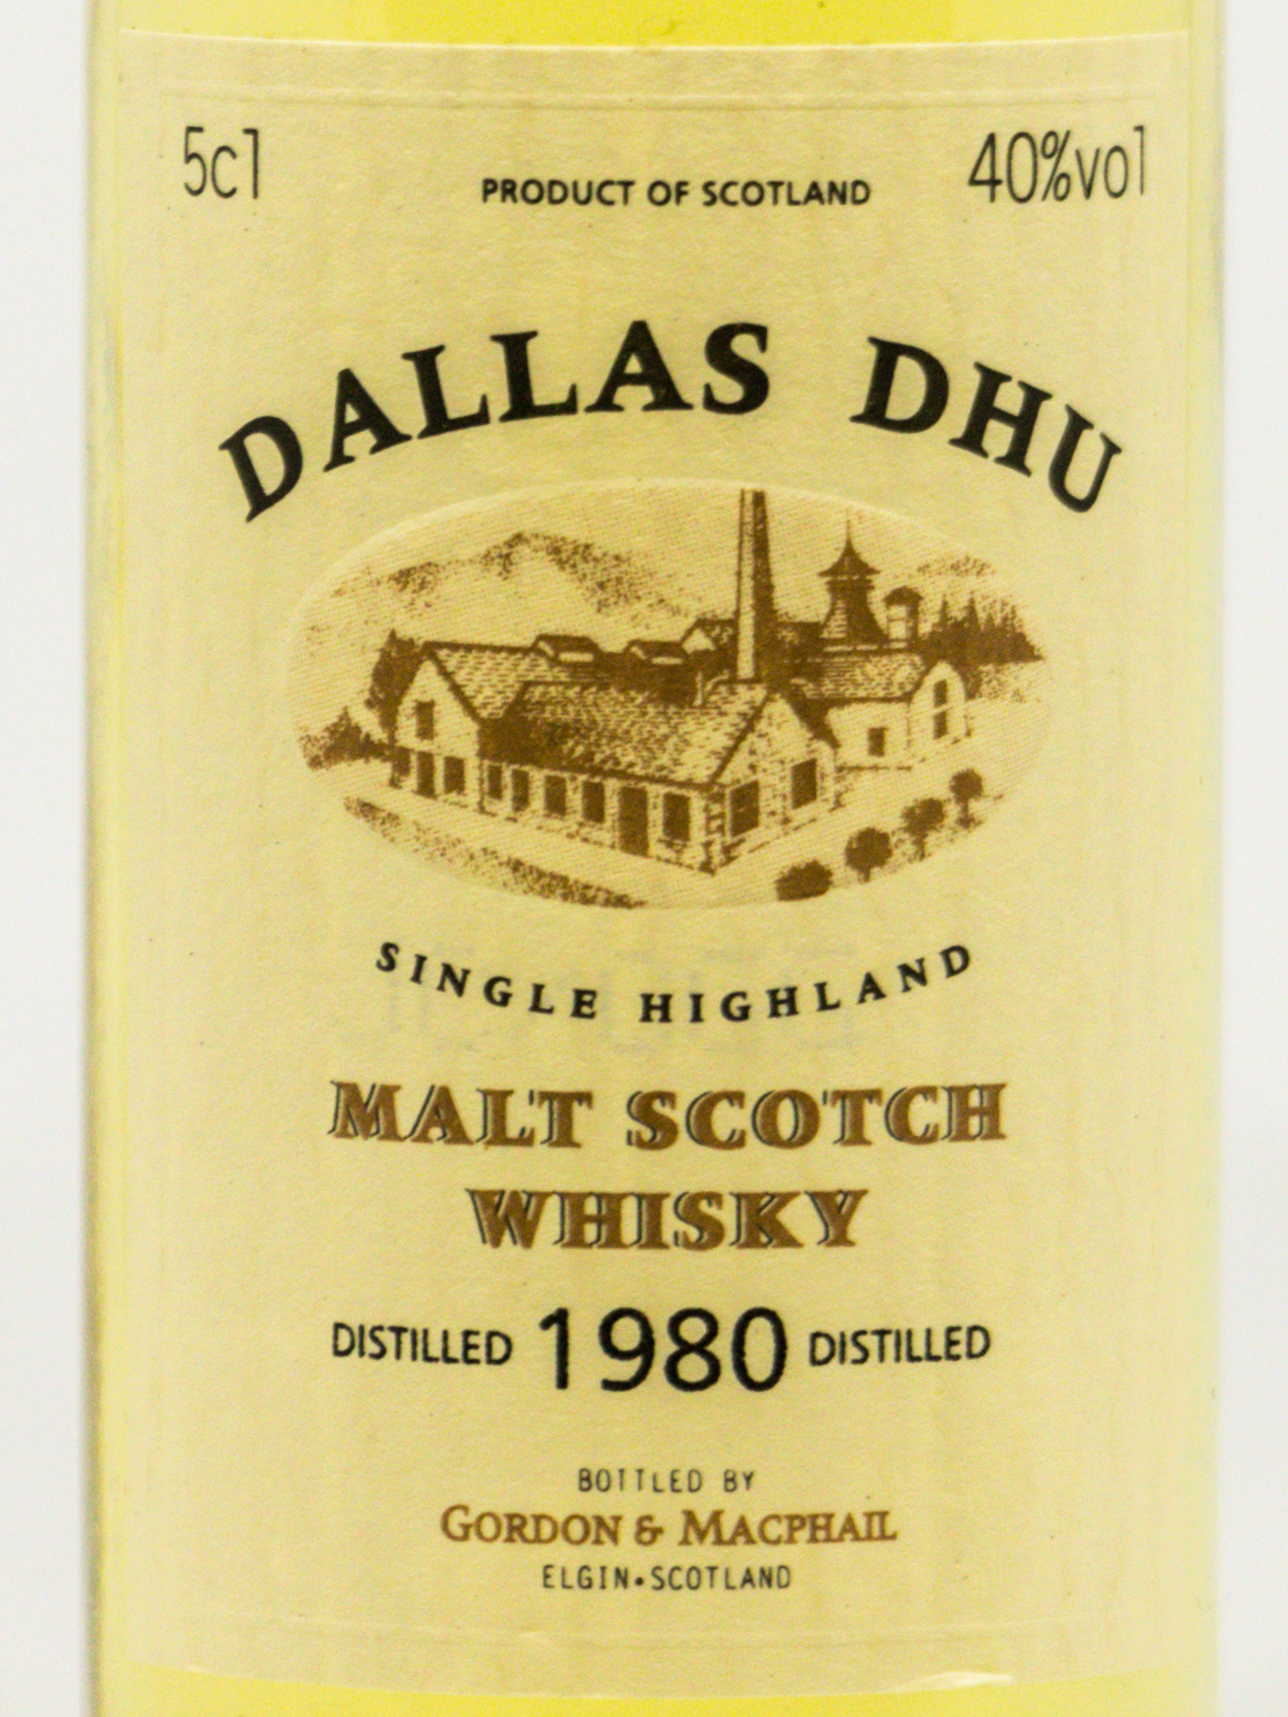 5cl
PRODUCT OF SCOTLAND
40%vol
DALLAS DHU
SINGLE HIGHLAND
MALT SCOTCH
WHISKY
DISTILLED 1980 DISTILLED
BOTTLED BY
GORDON & MACPHAIL
ELGIN•SCOTLAND